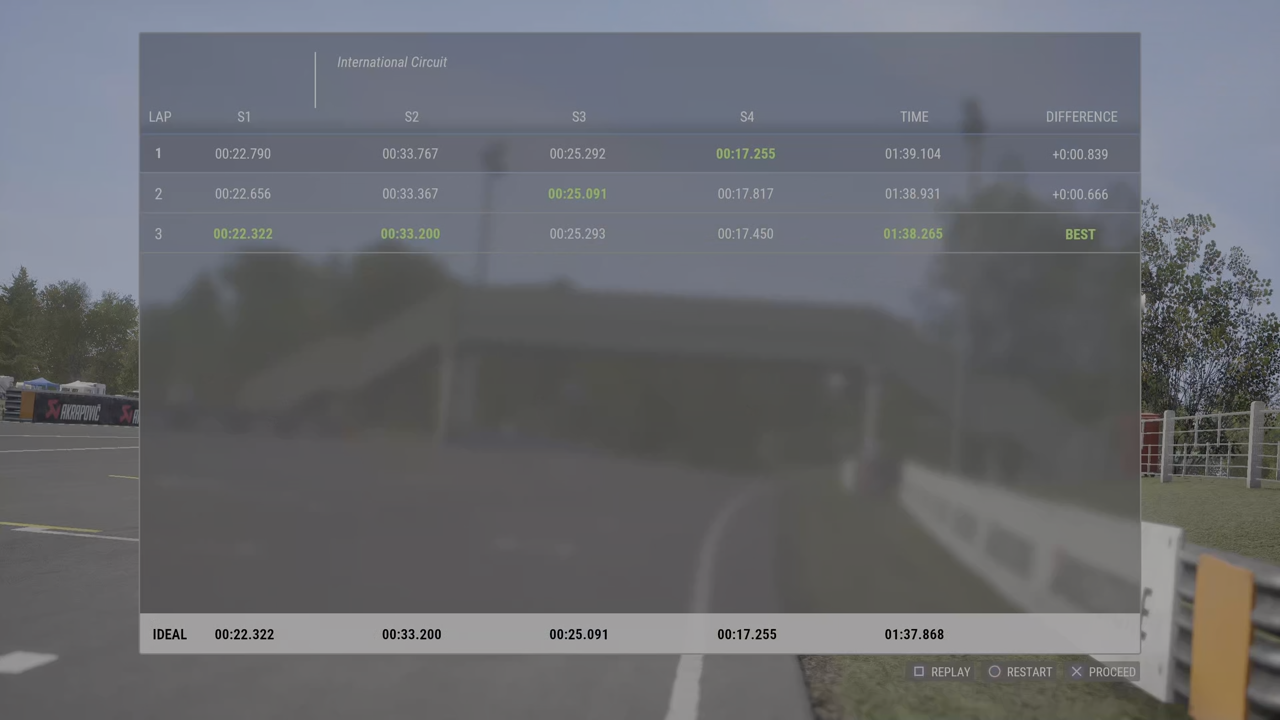 International Circuit
LAP S1 S2 S3 S4 TIME DIFFERENCE
1 00:22.790 00:33.767 00:25.292 00:17.255 01:39.104 +0:00.839
2 00:22.656 00:33.367 00:25.091 00:17.817 01:38.931 +0:00.666
3 00:22.322 00:33.200 00:25.293 00:17.450 01:38.265 BEST
AKRAPOVIČ
IDEAL 00:22.322 00:33.200 00:25.091 00:17.255 01:37.868
REPLAY RESTART PROCEED